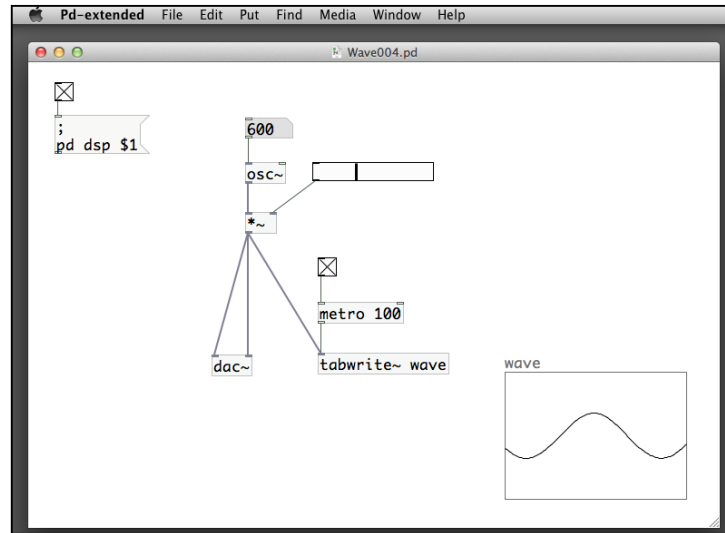 Pd-extended File Edit Put Find Media Window Help
Wave004.pd
;
pd dsp $1
600
osc~
*~
metro 100
dac~
tabwrite~ wave
wave